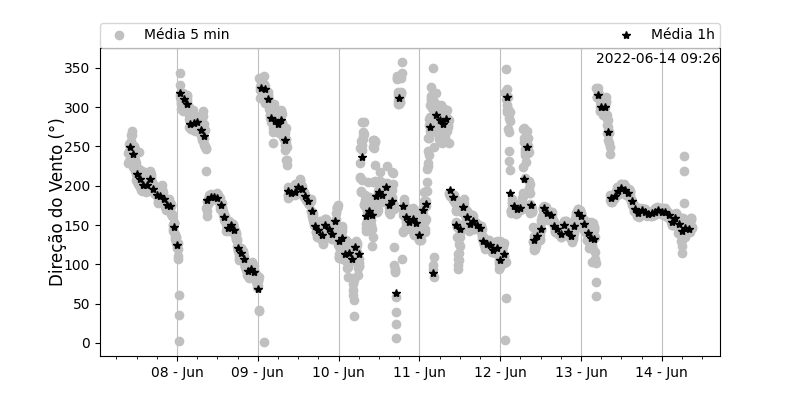 Média 5 min
Média 1h
2022-06-14 09:26
Direção do Vento (°)
350
300
250
200
150
100
50
0
08 - Jun
09 - Jun
10 - Jun
11 - Jun
12 - Jun
13 - Jun
14 - Jun